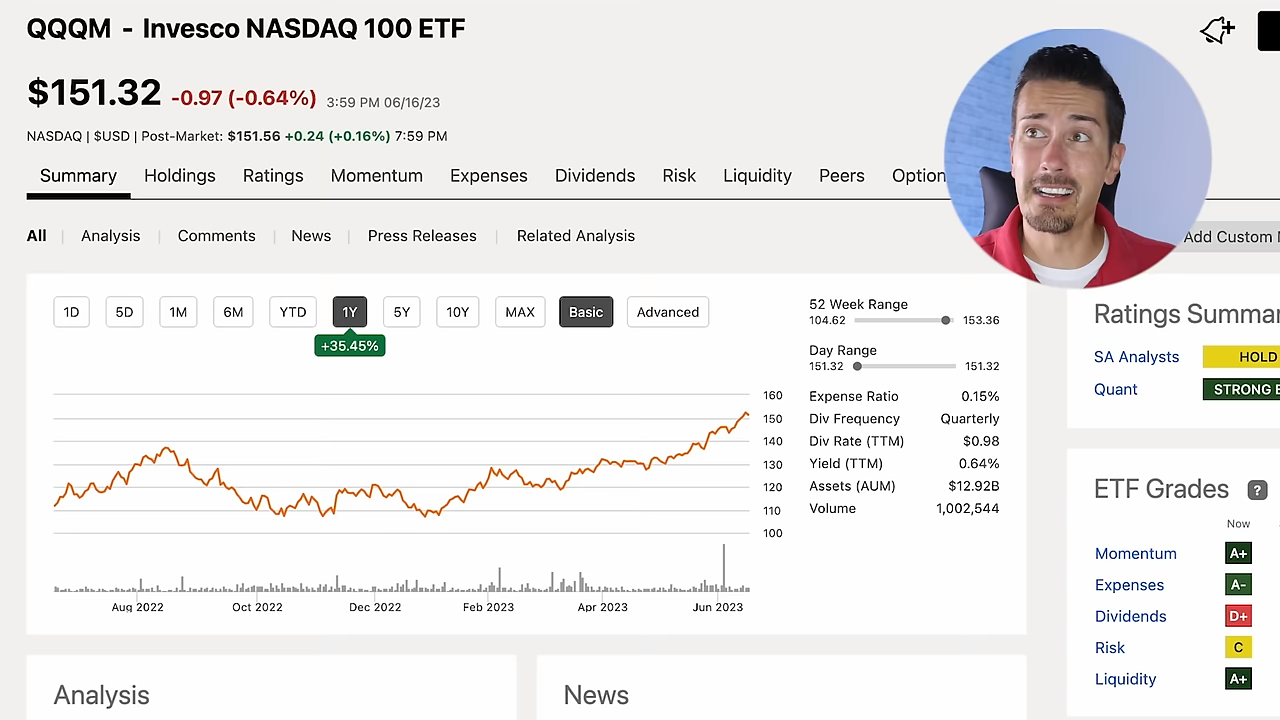 QQQM - Invesco NASDAQ 100 ETF
$151.32 -0.97 (-0.64%) 3:59 PM 06/16/23
NASDAQ | $USD | Post-Market: $151.56 +0.24 (+0.16%) 7:59 PM
Summary Holdings Ratings Momentum Expenses Dividends Risk Liquidity Peers Option
All | Analysis | Comments | News | Press Releases | Related Analysis
Add Custom
1D 5D 1M 6M YTD 1Y 5Y 10Y MAX Basic Advanced
+35.45%
160
150
140
130
120
110
100
Aug 2022 Oct 2022 Dec 2022 Feb 2023 Apr 2023 Jun 2023
52 Week Range
104.62 153.36
Day Range
151.32 151.32
Expense Ratio 0.15%
Div Frequency Quarterly
Div Rate (TTM) $0.98
Yield (TTM) 0.64%
Assets (AUM) $12.92B
Volume 1,002,544
Ratings Summar
SA Analysts HOLD
Quant STRONG
ETF Grades ?
Now
Momentum A+
Expenses A-
Dividends D+
Risk C
Liquidity A+
Analysis
News